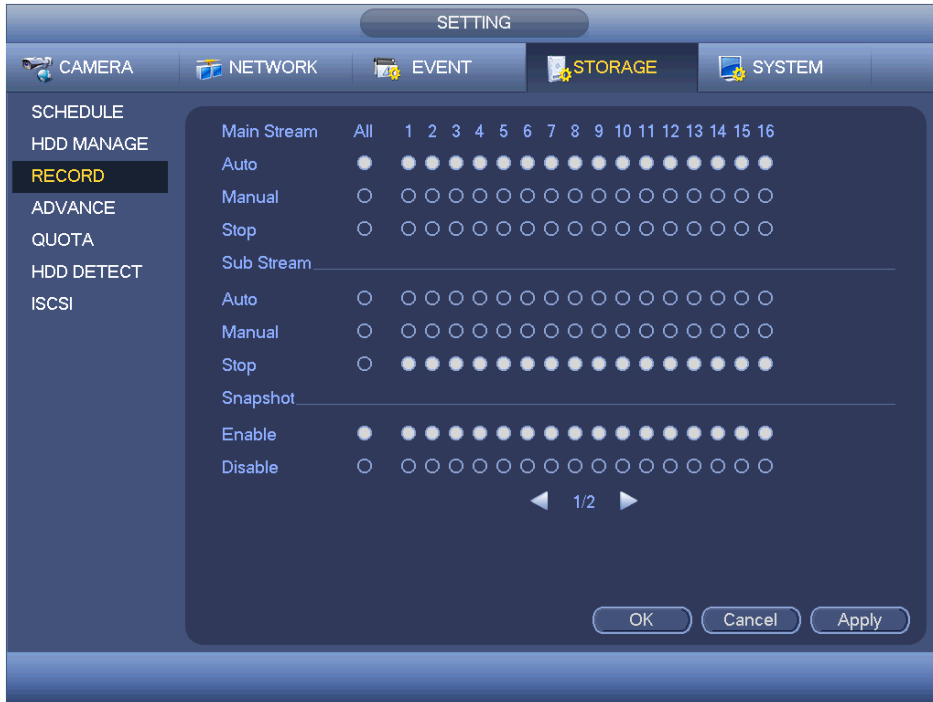 SETTING
CAMERA NETWORK EVENT STORAGE SYSTEM
SCHEDULE
HDD MANAGE
RECORD
ADVANCE
QUOTA
HDD DETECT
ISCSI
Main Stream All 1 2 3 4 5 6 7 8 9 10 11 12 13 14 15 16
Auto
Manual
Stop
Sub Stream
Auto
Manual
Stop
Snapshot
Enable
Disable
1/2
OK Cancel Apply